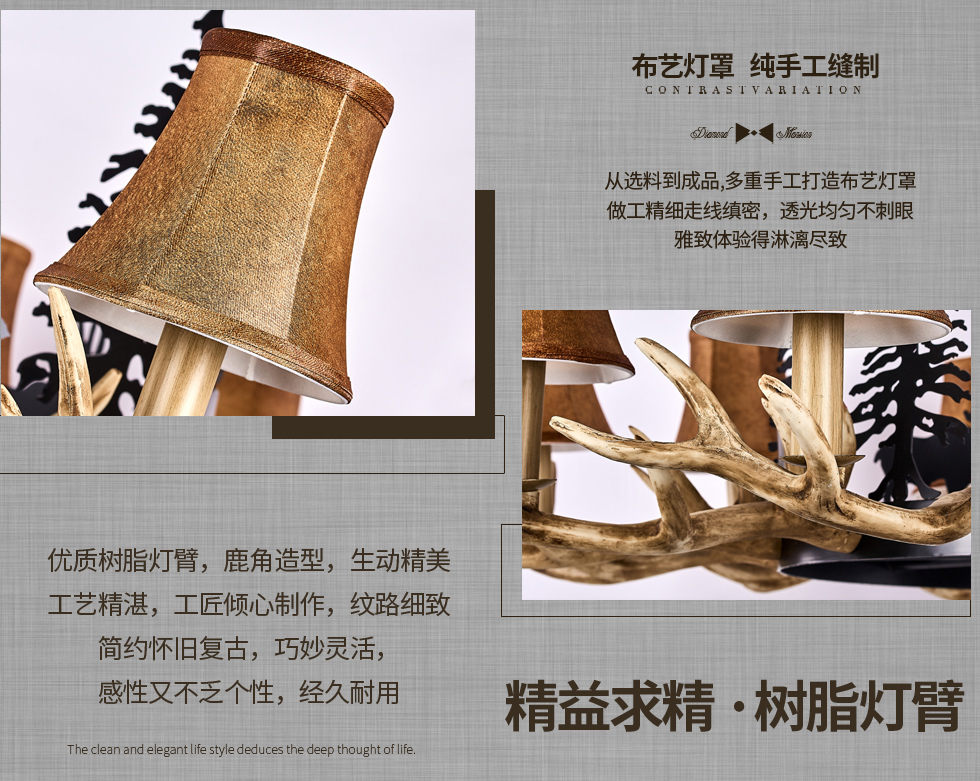 布艺灯罩 纯手工缝制
CONTRASTVARIATION
Diamond Mansion
从选料到成品,多重手工打造布艺灯罩
做工精细走线缜密，透光均匀不刺眼
雅致体验得淋漓尽致
优质树脂灯臂，鹿角造型，生动精美
工艺精湛，工匠倾心制作，纹路细致
简约怀旧复古，巧妙灵活，
感性又不乏个性，经久耐用
The clean and elegant life style deduces the deep thought of life.
精益求精 · 树脂灯臂